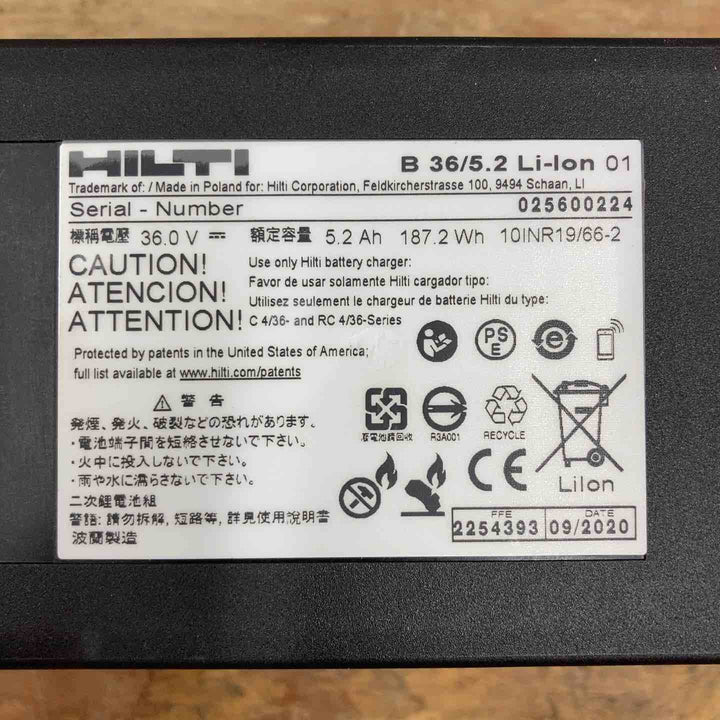 HILTI
B 36/5.2 Li-Ion 01
Trademark of: / Made in Poland for: Hilti Corporation, Feldkircherstrasse 100, 9494 Schaan, LI
Serial - Number 025600224
標稱電壓 36.0 V 額定容量 5.2 Ah 187.2 Wh 10INR19/66-2
CAUTION!
ATENCION!
ATTENTION!
Use only Hilti battery charger:
Favor de usar solamente Hilti cargador tipo:
Utilisez seulement le chargeur de batterie Hilti du type:
C 4/36- and RC 4/36-Series
Protected by patents in the United States of America;
full list available at www.hilti.com/patents
PSE
e
警告
発煙、発火、破裂などの恐れがあります。
・電池端子間を短絡させないで下さい。
・火中に投入しないで下さい。
・雨や水に濡らさないで下さい。
二次鋰電池組
警語: 請勿拆解, 短路等, 詳見使用說明書
波蘭製造
廢電池請回收
R3A001
RECYCLE
CE
LiIon
FFE
2254393
DATE
09/2020